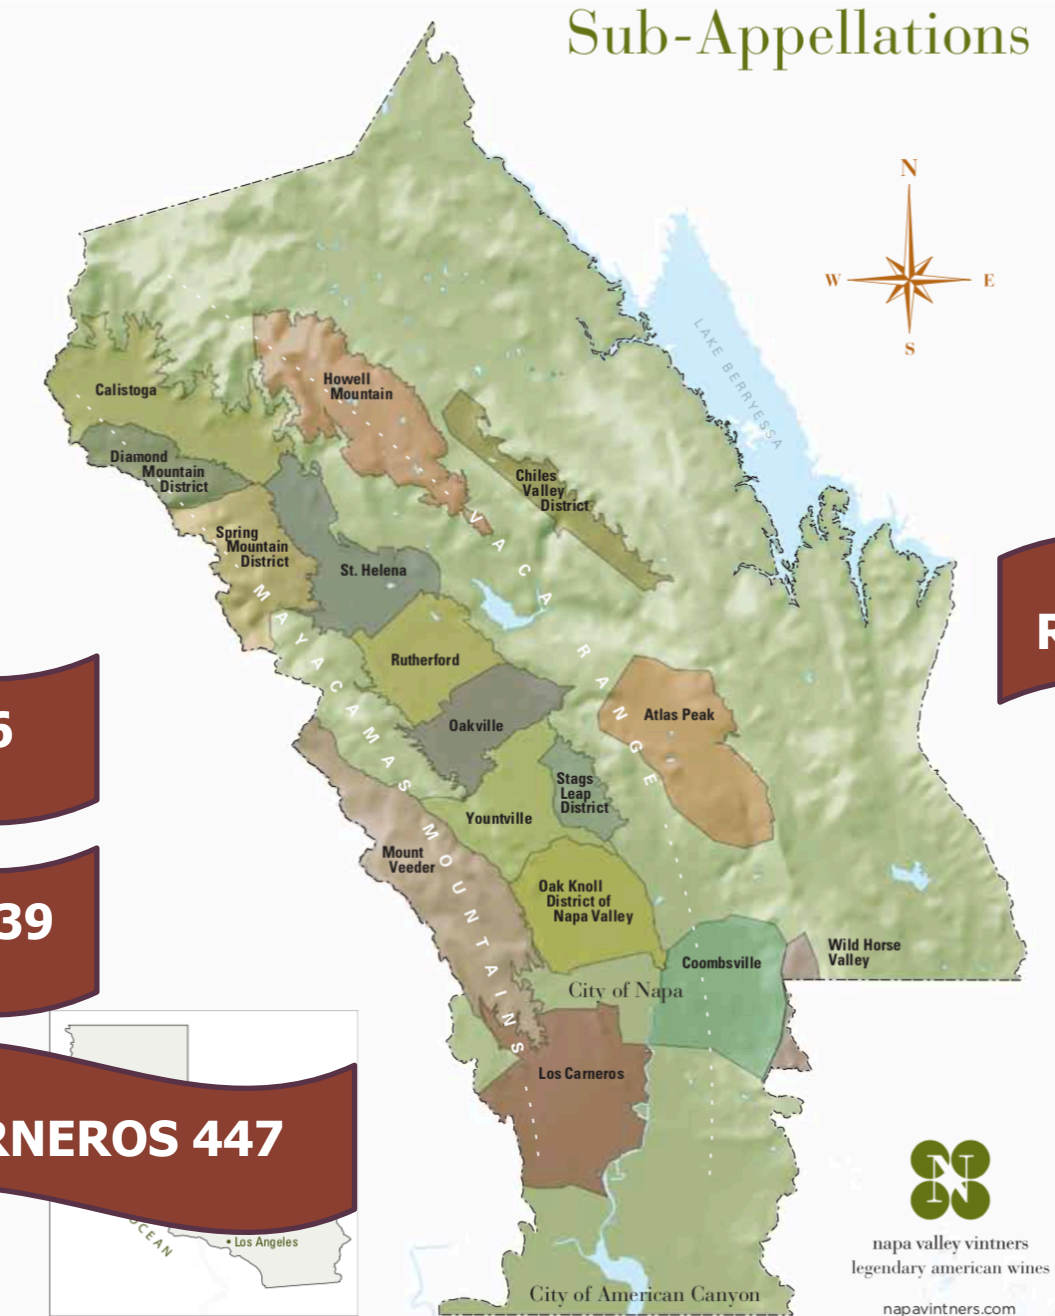 Sub-Appellations
N
W
E
S
LAKE BERRYESSA
Calistoga
Howell
Mountain
Diamond
Mountain
District
Chiles
Valley
District
Spring
Mountain
District
St. Helena
VACA RANGE
MAYACAMAS MOUNTAINS
Rutherford
Oakville
Atlas Peak
Stags
Leap
District
Yountville
Mount
Veeder
Oak Knoll
District of
Napa Valley
Coombsville
Wild Horse
Valley
City of Napa
Los Carneros
6
39
RNEROS 447
R
OCEAN
Los Angeles
City of American Canyon
N
napa valley vintners
legendary american wines
napavintners.com